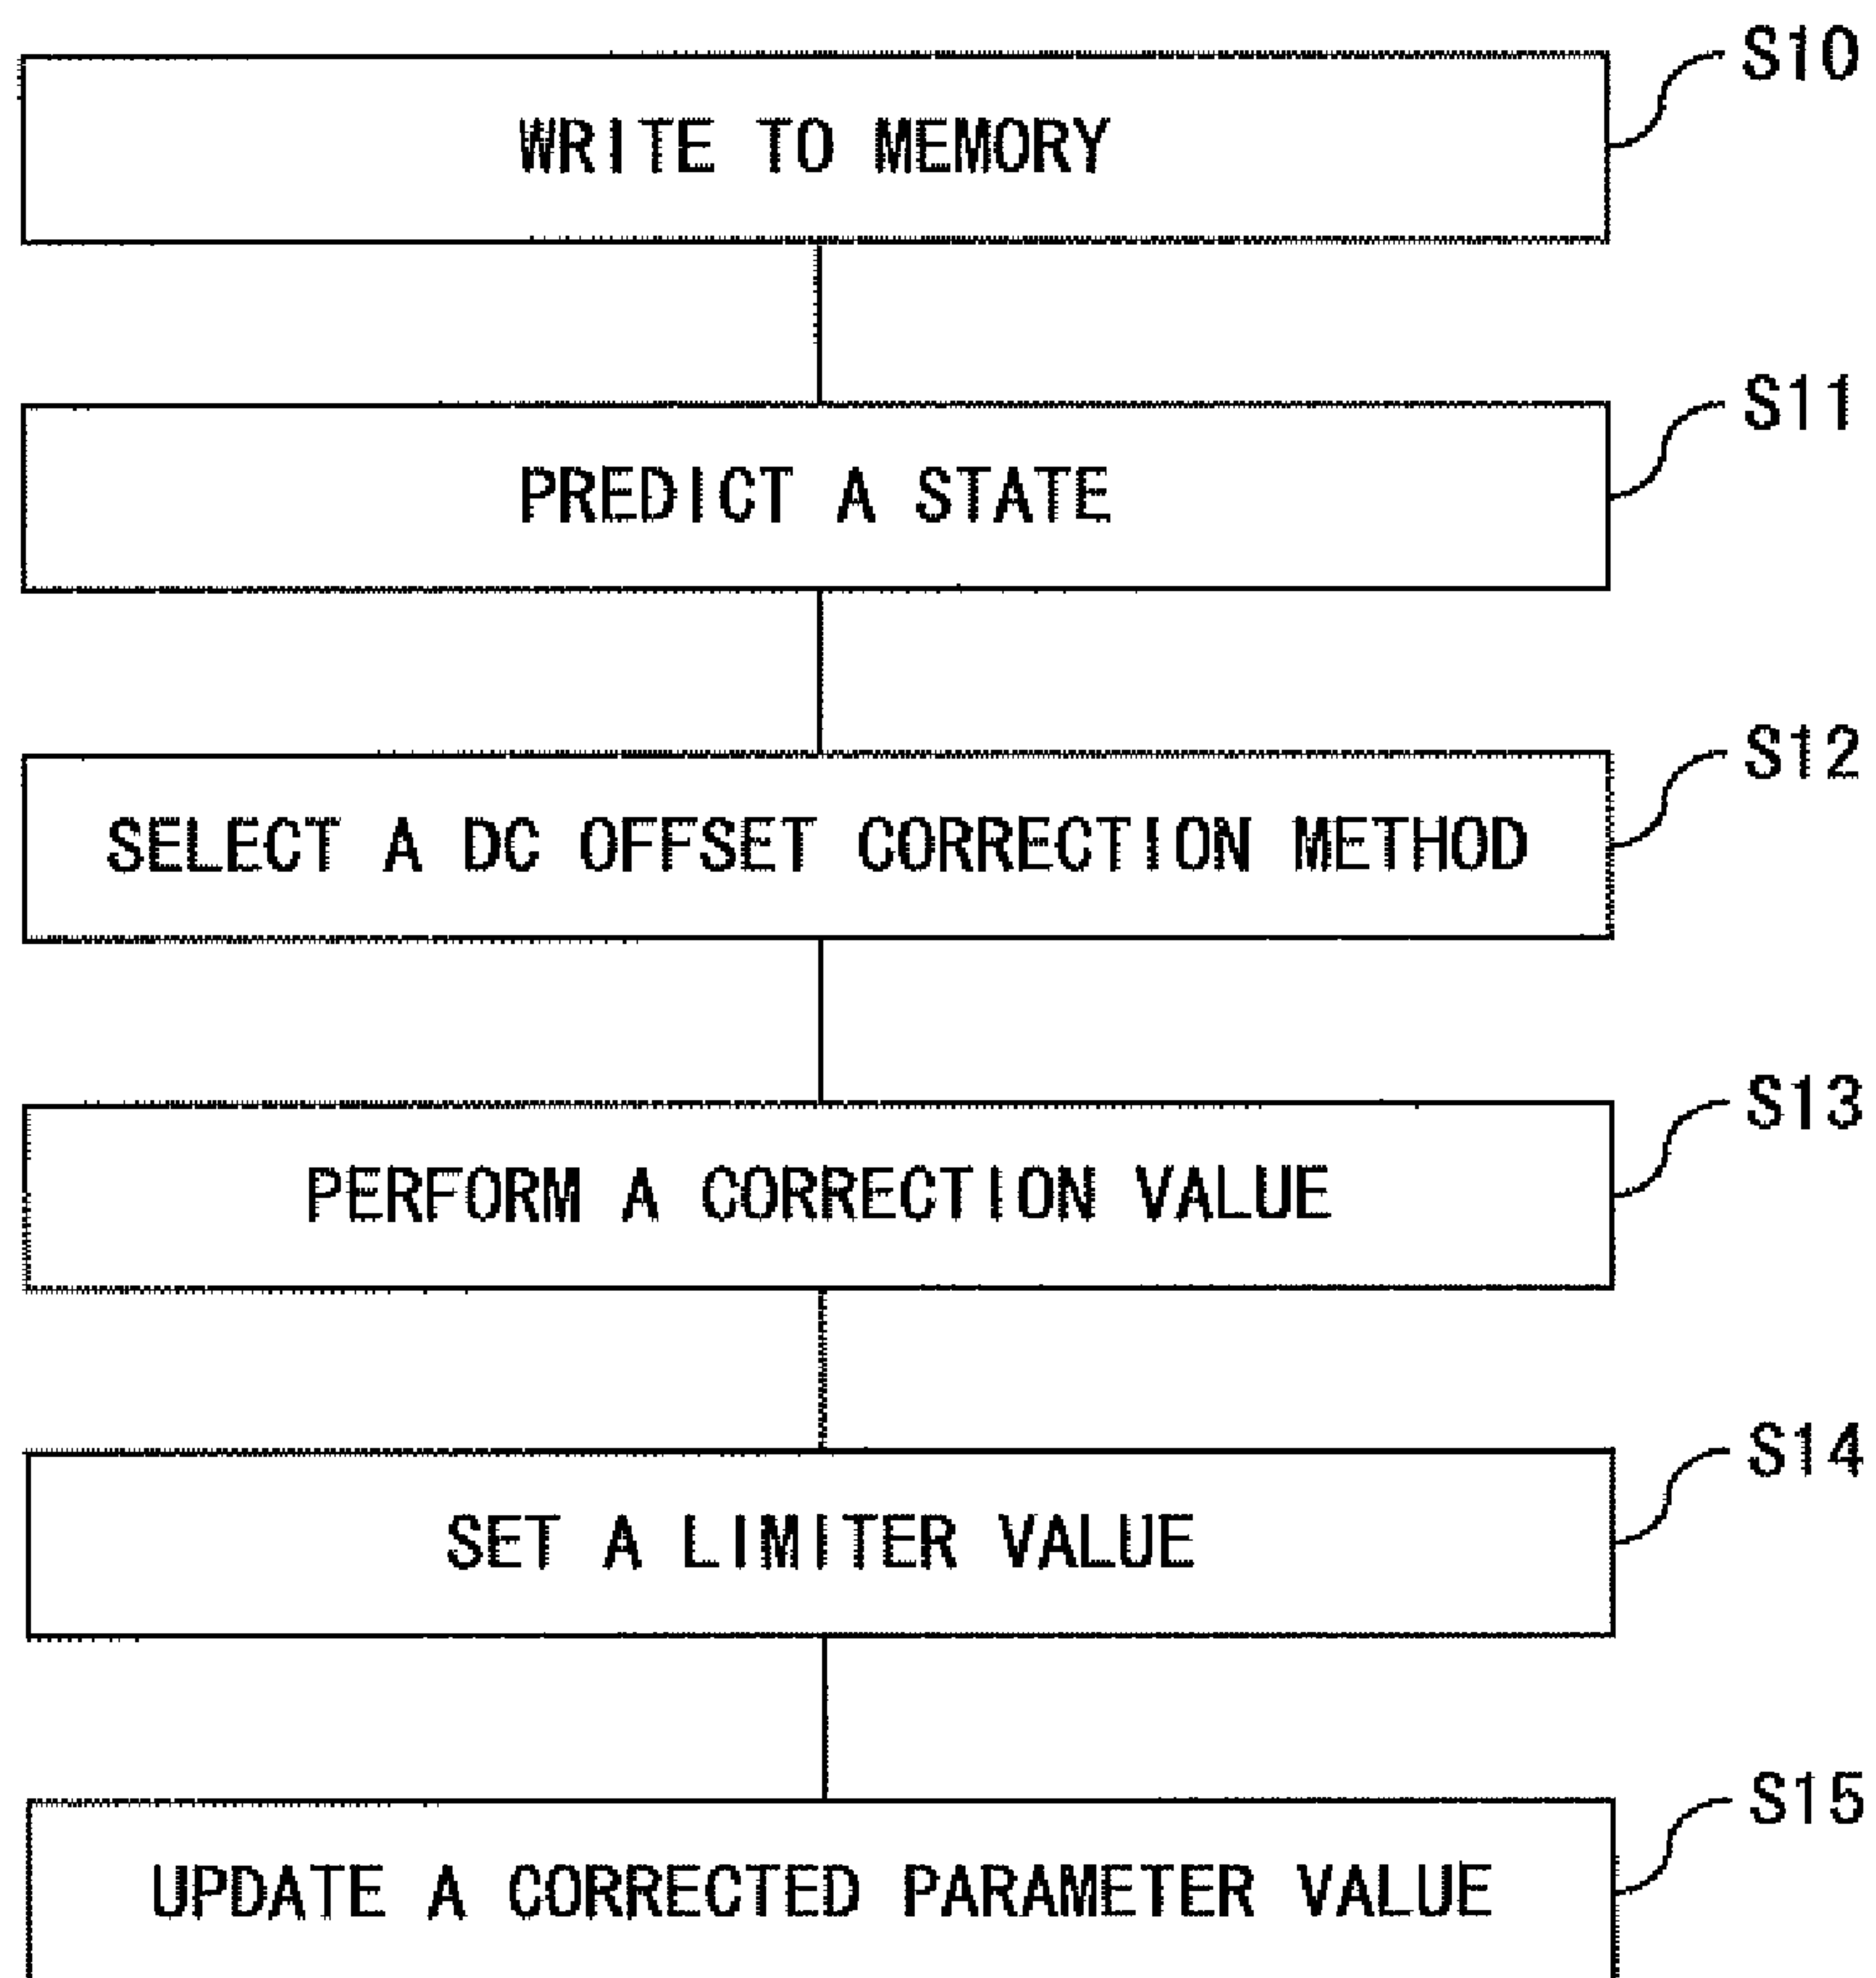 S10
WRITE TO MEMORY
S11
PREDICT A STATE
S12
SELECT A DC OFFSET CORRECTION METHOD
S13
PERFORM A CORRECTION VALUE
S14
SET A LIMITER VALUE
S15
UPDATE A CORRECTED PARAMETER VALUE